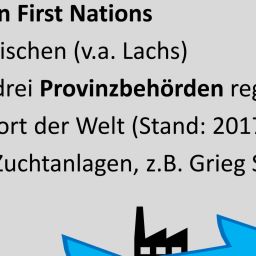 n First Nations
ischen (v.a. Lachs)
drei Provinzbehörden reg
ort der Welt (Stand: 2017
Zuchtanlagen, z.B. Grieg S